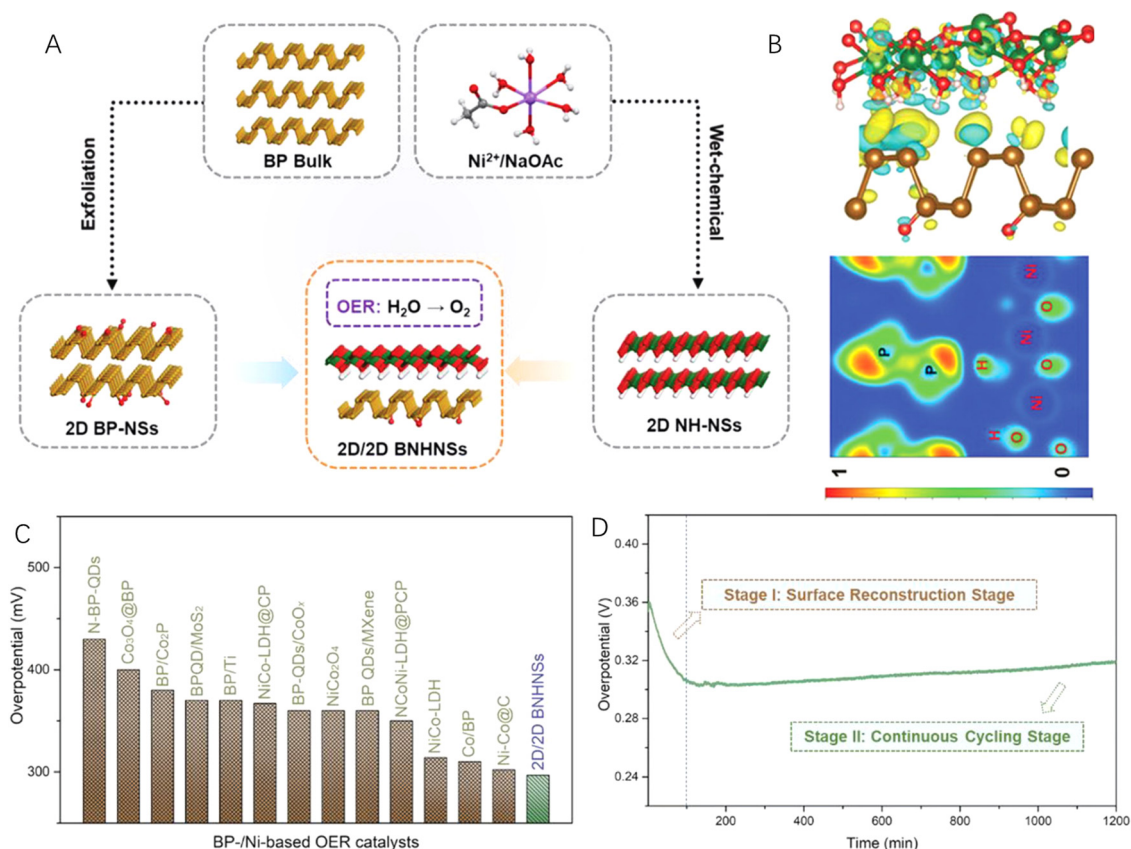 A
BP Bulk
Ni²⁺/NaOAc
Exfoliation
Wet-chemical
OER: H₂O → O₂
2D BP-NSs
2D/2D BNHNSs
2D NH-NSs
B
P
P
H
H
O
O
O
O
Ni
Ni
Ni
1
0
C
Overpotential (mV)
500
400
300
N-BP-QDs
Co₃O₄@BP
BP/Co₂P
BPQD/MoS₂
BP/Ti
NiCo-LDH@CP
BP-QDs/CoOₓ
NiCo₂O₄
BP QDs/MXene
NCoNi-LDH@PCP
NiCo-LDH
Co/BP
Ni-Co@C
2D/2D BNHNSs
BP-/Ni-based OER catalysts
D
Overpotential (V)
0.40
0.36
0.32
0.28
0.24
Stage I: Surface Reconstruction Stage
Stage II: Continuous Cycling Stage
200
400
600
800
1000
1200
Time (min)